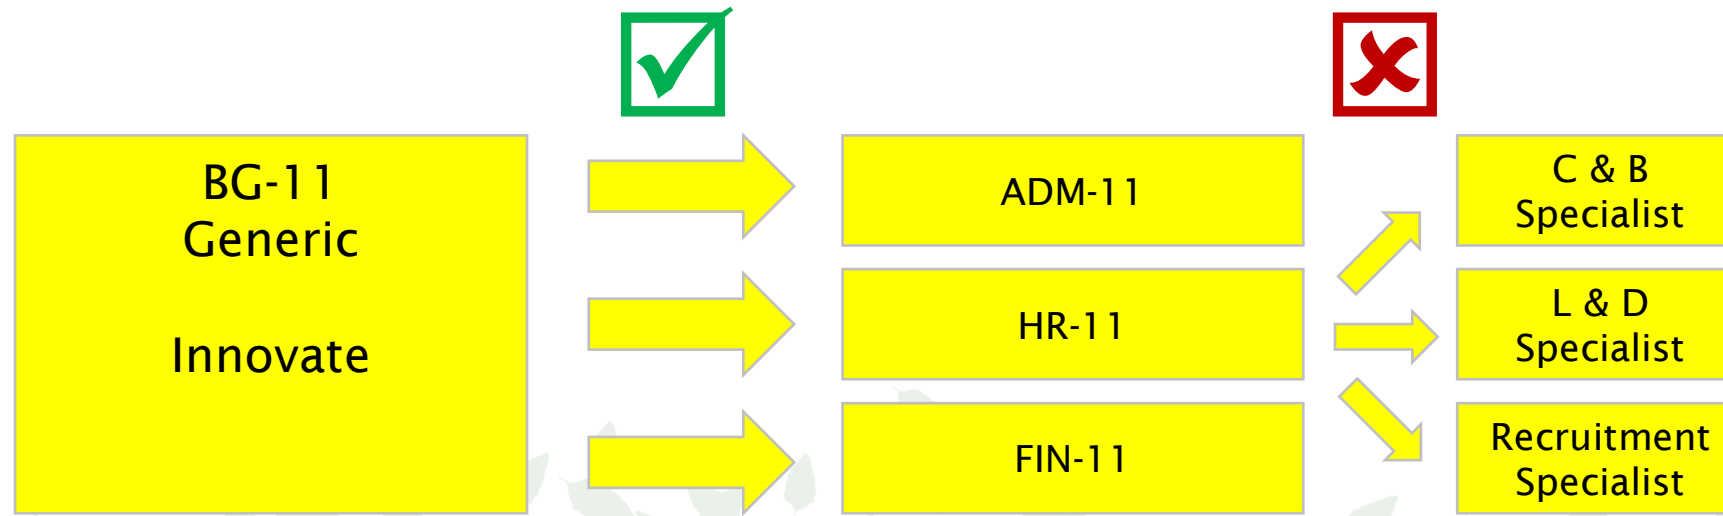 BG-11
Generic
Innovate
ADM-11
HR-11
FIN-11
C & B
Specialist
L & D
Specialist
Recruitment
Specialist